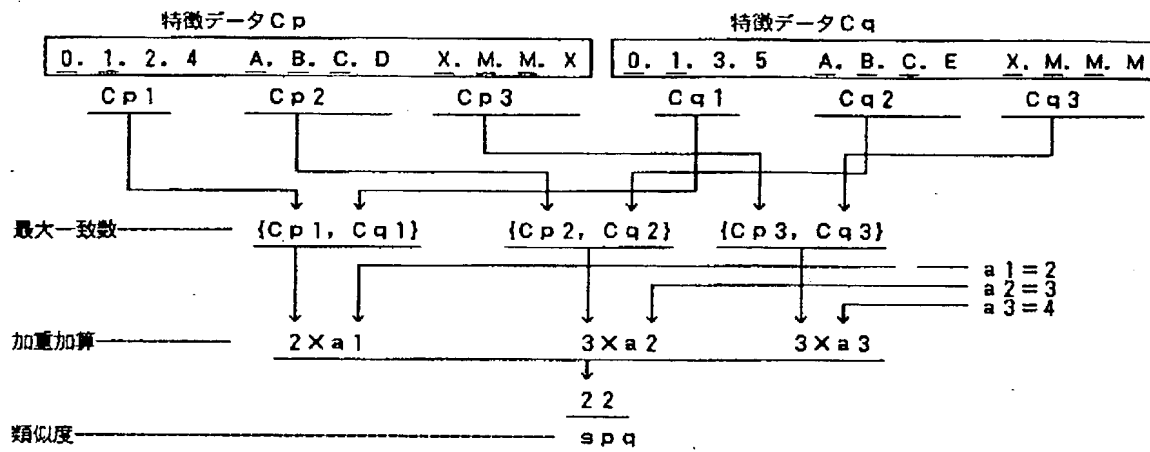 特徴データCp 特徴データCq
0. 1. 2. 4 A. B. C. D X. M. M. X 0. 1. 3. 5 A. B. C. E X. M. M. M
Cp1 Cp2 Cp3 Cq1 Cq2 Cq3
最大一致数 {Cp1, Cq1} {Cp2, Cq2} {Cp3, Cq3}
a1=2
a2=3
a3=4
加重加算 2×a1 3×a2 3×a3
22
類似度 spq